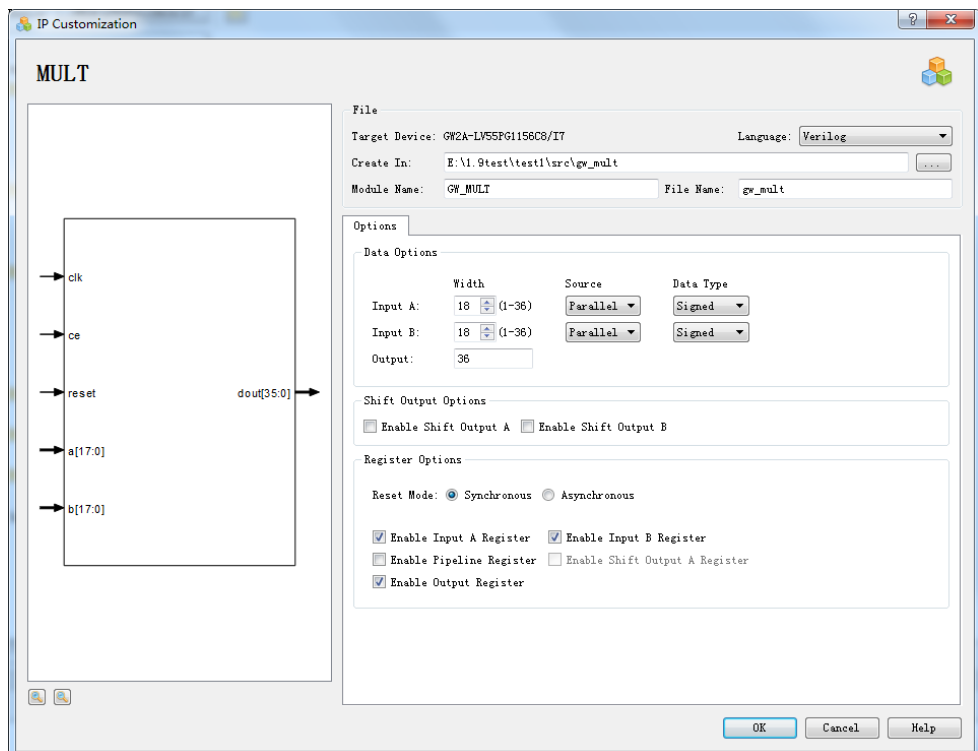 IP Customization
MULT
clk
ce
reset
dout[35:0]
a[17:0]
b[17:0]
File
Target Device: GW2A-LV55PG1156C8/I7 Language: Verilog
Create In: E:\1.9test\test1\src\gw_mult ...
Module Name: GW_MULT File Name: gw_mult
Options
Data Options
Width Source Data Type
Input A: 18 (1-36) Parallel Signed
Input B: 18 (1-36) Parallel Signed
Output: 36
Shift Output Options
Enable Shift Output A Enable Shift Output B
Register Options
Reset Mode: Synchronous Asynchronous
Enable Input A Register Enable Input B Register
Enable Pipeline Register Enable Shift Output A Register
Enable Output Register
OK Cancel Help